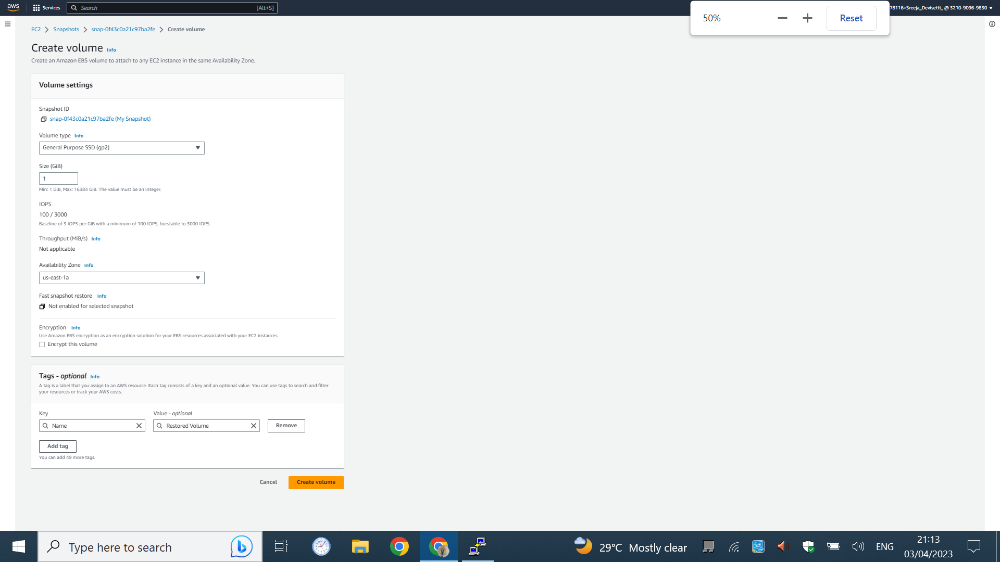 aws
Services
Search
[Alt+S]
78116=Sreeja_Devisetti_ @ 3210-9096-9830
50%
Reset
EC2
Snapshots
snap-0f43c0a21c97ba2fe
Create volume
Create volume Info
Create an Amazon EBS volume to attach to any EC2 instance in the same Availability Zone.
Volume settings
Snapshot ID
snap-0f43c0a21c97ba2fe (My Snapshot)
Volume type Info
General Purpose SSD (gp2)
Size (GiB)
1
Min: 1 GiB, Max: 16384 GiB. The value must be an integer.
IOPS
100 / 3000
Baseline of 3 IOPS per GiB with a minimum of 100 IOPS, burstable to 3000 IOPS.
Throughput (MiB/s) Info
Not applicable
Availability Zone Info
us-east-1a
Fast snapshot restore Info
Not enabled for selected snapshot
Encryption Info
Use Amazon EBS encryption as an encryption solution for your EBS resources associated with your EC2 instances.
Encrypt this volume
Tags - optional Info
A tag is a label that you assign to an AWS resource. Each tag consists of a key and an optional value. You can use tags to search and filter
your resources or track your AWS costs.
Key
Value - optional
Name
Restored Volume
Remove
Add tag
You can add 49 more tags.
Cancel
Create volume
Type here to search
29°C Mostly clear
ENG
21:13
03/04/2023